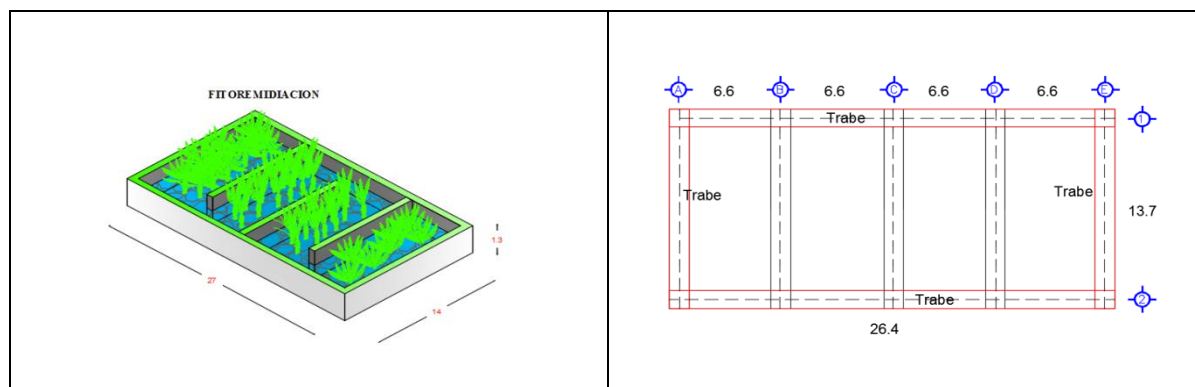 FITOREMIDIACION
1.3
27
14
A 6.6 B 6.6 C 6.6 D 6.6 E
Trabe
1
Trabe
Trabe
13.7
Trabe
2
26.4